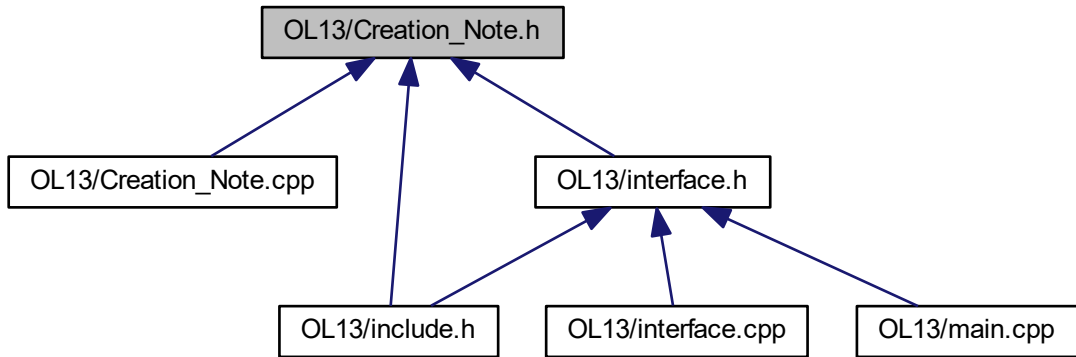 OL13/Creation_Note.h
OL13/Creation_Note.cpp
OL13/interface.h
OL13/include.h
OL13/interface.cpp
OL13/main.cpp